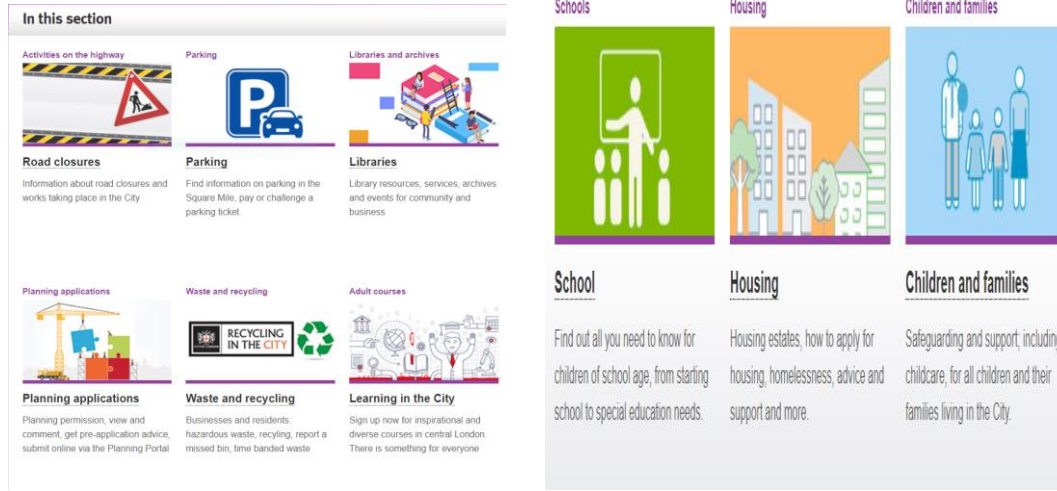 In this section
Activities on the highway
Road closures
Information about road closures and
works taking place in the City
Parking
P
Parking
Find information on parking in the
Square Mile, pay or challenge a
parking ticket.
Libraries and archives
Libraries
Library resources, services, archives
and events for community and
business
Planning applications
Planning applications
Planning permission, view and
comment, get pre-application advice,
submit online via the Planning Portal
Waste and recycling
RECYCLING
IN THE CITY
Waste and recycling
Businesses and residents:
hazardous waste, recyling, report a
missed bin, time banded waste
Adult courses
Learning in the City
Sign up now for inspirational and
diverse courses in central London.
There is something for everyone
Schools
School
Find out all you need to know for
children of school age, from starting
school to special education needs.
Housing
Housing
Housing estates, how to apply for
housing, homelessness, advice and
support and more.
Children and families
Children and families
Safeguarding and support; including
childcare, for all children and their
families living in the City.